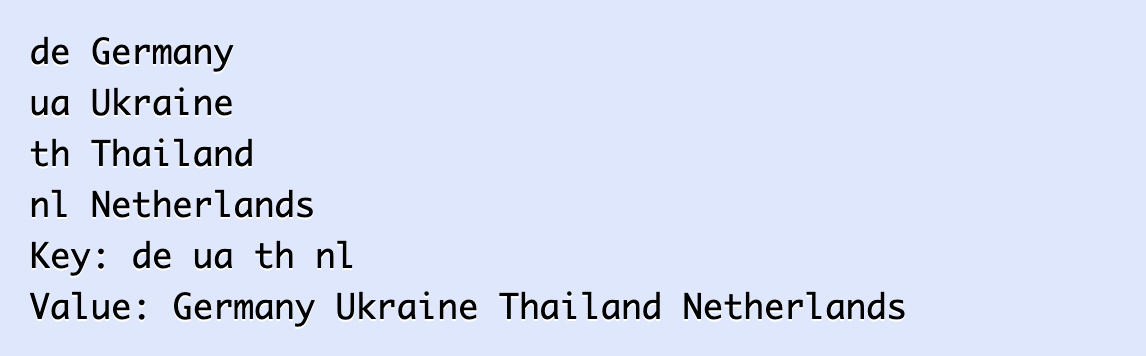 de Germany
ua Ukraine
th Thailand
nl Netherlands
Key: de ua th nl
Value: Germany Ukraine Thailand Netherlands